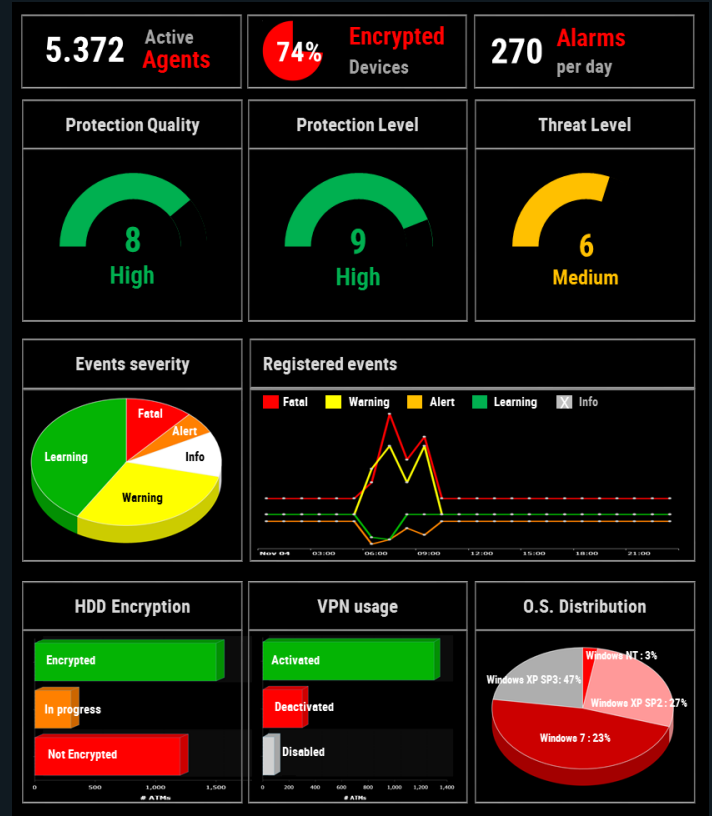 5.372 Active Agents
74% Encrypted Devices
270 Alarms per day
Protection Quality
8
High
Protection Level
9
High
Threat Level
6
Medium
Events severity
Fatal
Alert
Info
Warning
Learning
Registered events
Fatal Warning Alert Learning X Info
Nov 04 03:00 06:00 09:00 12:00 15:00 18:00 21:00
HDD Encryption
Encrypted
In progress
Not Encrypted
0 500 1,000 1,500
# ATMs
VPN usage
Activated
Deactivated
Disabled
0 200 400 600 800 1,000 1,200 1,400
# ATMs
O.S. Distribution
Windows NT : 3%
Windows XP SP3: 47%
Windows XP SP2 : 27%
Windows 7 : 23%